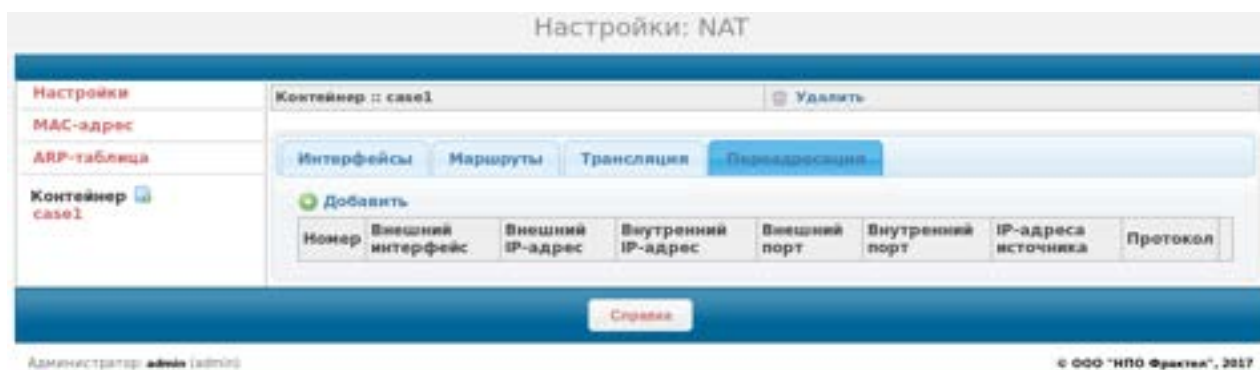 Настройки: NAT
Настройки
MAC-адрес
ARP-таблица
Контейнер
case1
Контейнер :: case1
Удалить
Интерфейсы Маршруты Трансляция Переадресация
Добавить
Номер Внешний интерфейс Внешний IP-адрес Внутренний IP-адрес Внешний порт Внутренний порт IP-адреса источника Протокол
Справка
Администратор: admin (admin)
© ООО "НПО Фрактел", 2017